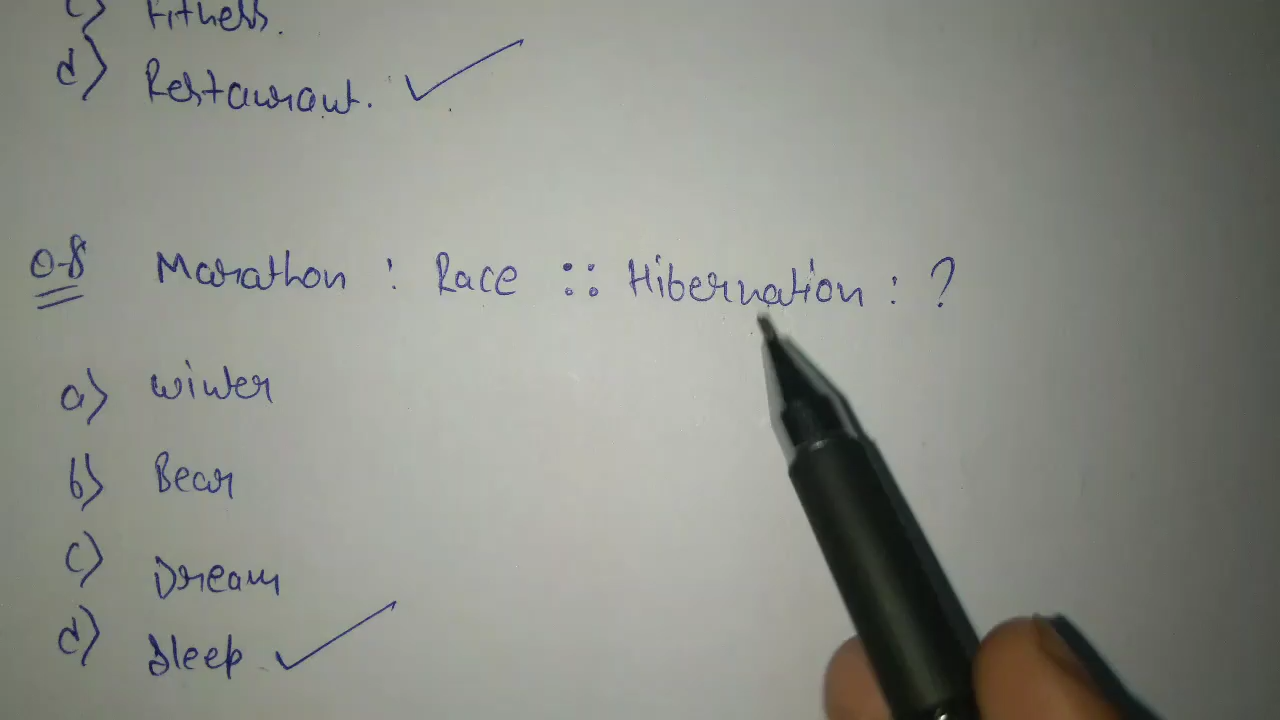 c) Fitness.
d) Restaurant. ✓
Q-8 Marathon : Race :: Hibernation : ?
a) Winter
b) Bear
c) Dream
d) Sleep ✓